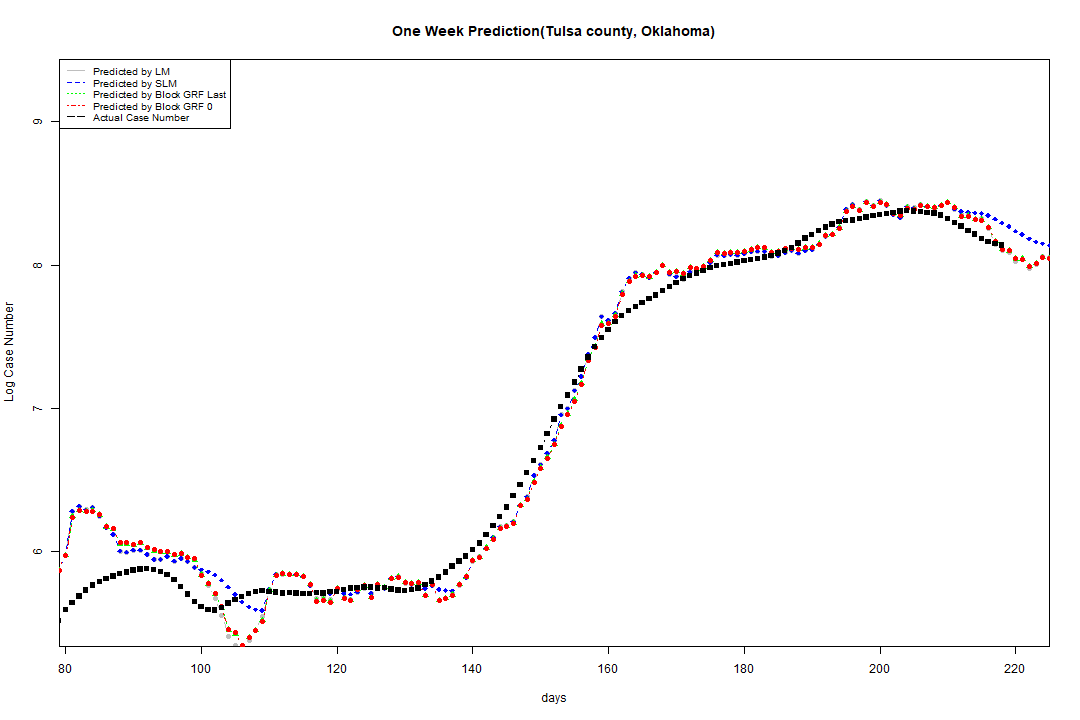 One Week Prediction(Tulsa county, Oklahoma)
Predicted by LM
Predicted by SLM
Predicted by Block GRF Last
Predicted by Block GRF 0
Actual Case Number
9
8
7
6
Log Case Number
80
100
120
140
160
180
200
220
days